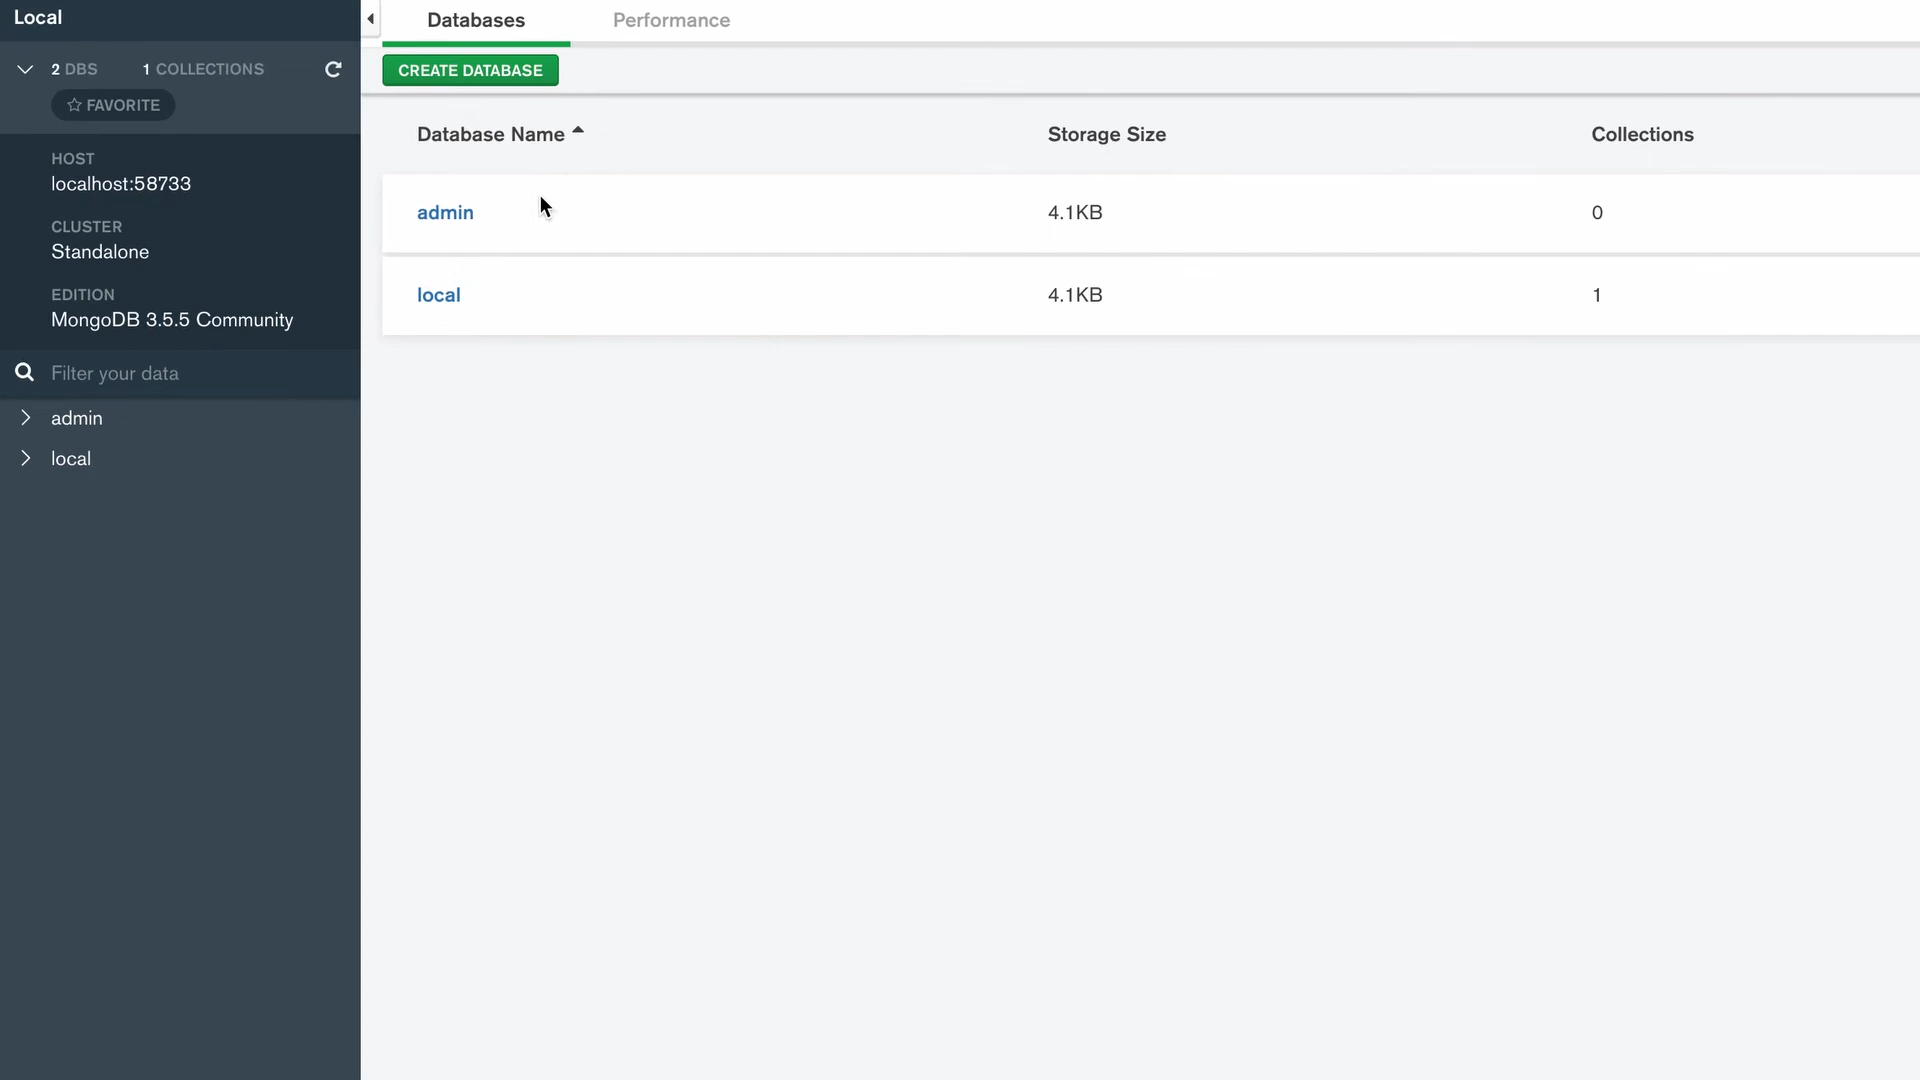 Local
2 DBS 1 COLLECTIONS
FAVORITE
HOST
localhost:58733
CLUSTER
Standalone
EDITION
MongoDB 3.5.5 Community
Filter your data
admin
local
Databases Performance
CREATE DATABASE
Database Name Storage Size Collections
admin 4.1KB 0
local 4.1KB 1